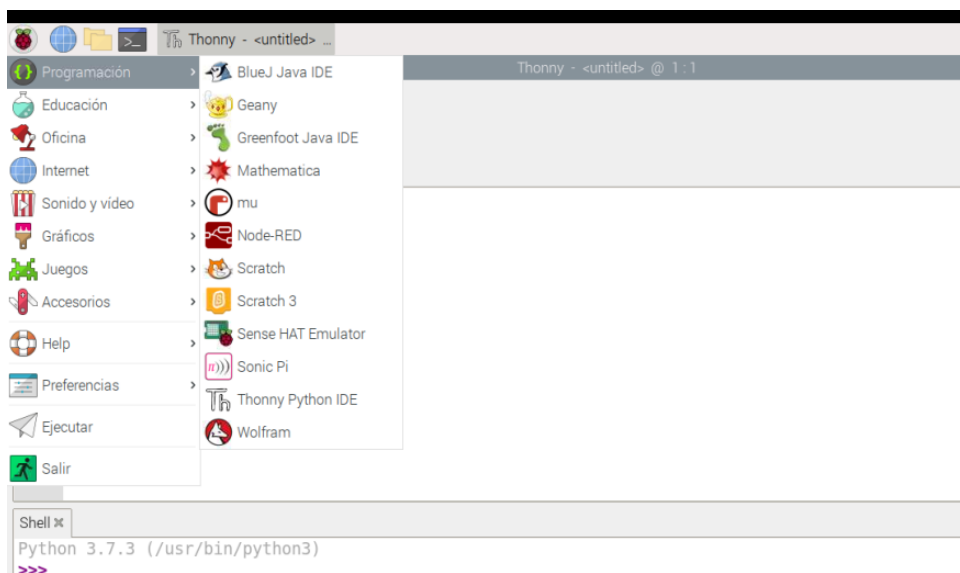 Thonny - <untitled> ...
Thonny - <untitled> @ 1:1
Programación
Educación
Oficina
Internet
Sonido y vídeo
Gráficos
Juegos
Accesorios
Help
Preferencias
Ejecutar
Salir
BlueJ Java IDE
Geany
Greenfoot Java IDE
Mathematica
mu
Node-RED
Scratch
Scratch 3
Sense HAT Emulator
Sonic Pi
Thonny Python IDE
Wolfram
Shell
Python 3.7.3 (/usr/bin/python3)
>>>